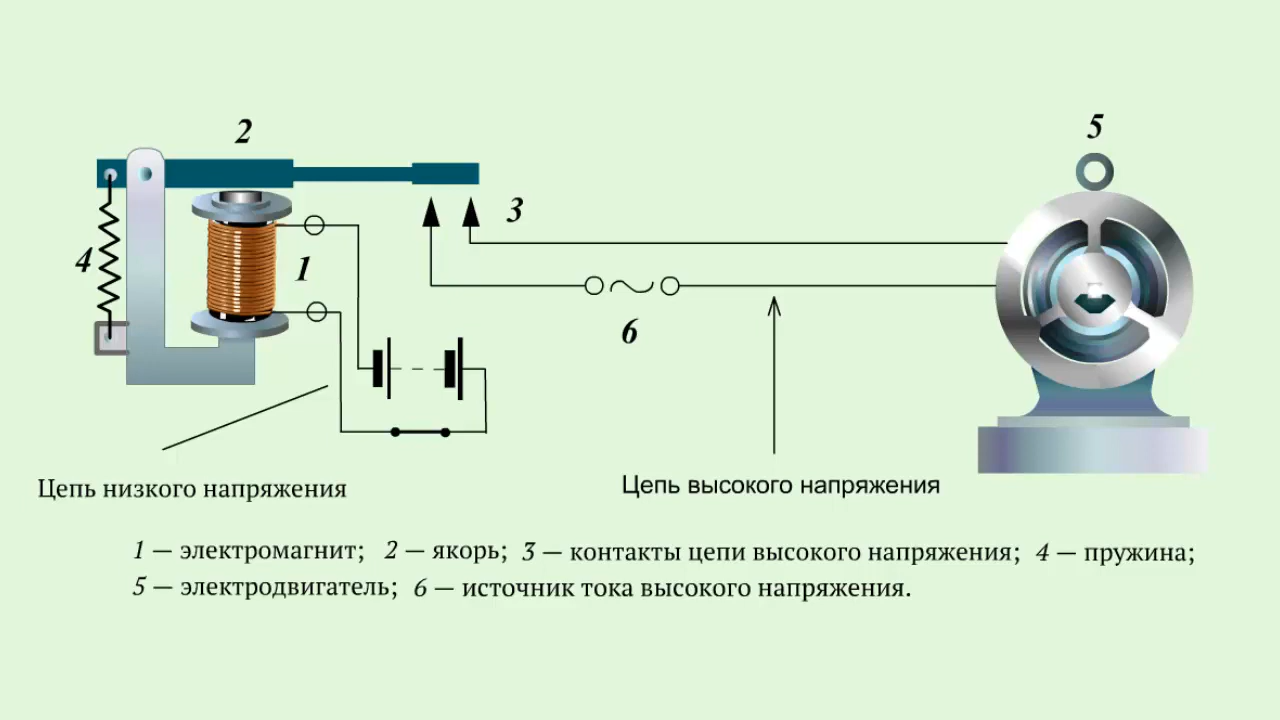 2
5
3
4
1
6
Цепь низкого напряжения
Цепь высокого напряжения
1 — электромагнит; 2 — якорь; 3 — контакты цепи высокого напряжения; 4 — пружина;
5 — электродвигатель; 6 — источник тока высокого напряжения.